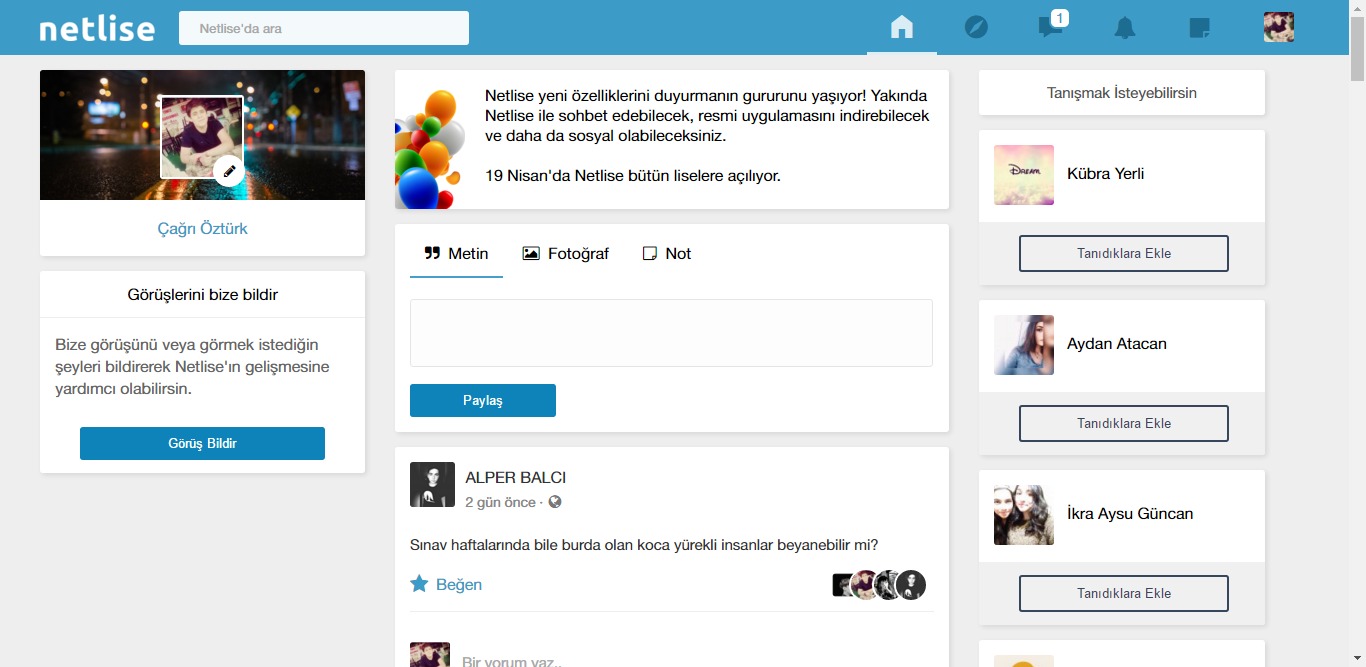 netlise
Netlise'da ara
1
Çağrı Öztürk
Görüşlerini bize bildir
Bize görüşünü veya görmek istediğin
şeyleri bildirerek Netlise'ın gelişmesine
yardımcı olabilirsin.
Görüş Bildir
Netlise yeni özelliklerini duyurmanın gururunu yaşıyor! Yakında
Netlise ile sohbet edebilecek, resmi uygulamasını indirebilecek
ve daha da sosyal olabileceksiniz.
19 Nisan'da Netlise bütün liselere açılıyor.
Metin Fotoğraf Not
Paylaş
ALPER BALCI
2 gün önce ·
Sınav haftalarında bile burda olan koca yürekli insanlar beyanebilir mi?
Beğen
Bir yorum yaz..
Tanışmak İsteyebilirsin
DREAM
Kübra Yerli
Tanıdıklara Ekle
Aydan Atacan
Tanıdıklara Ekle
İkra Aysu Güncan
Tanıdıklara Ekle